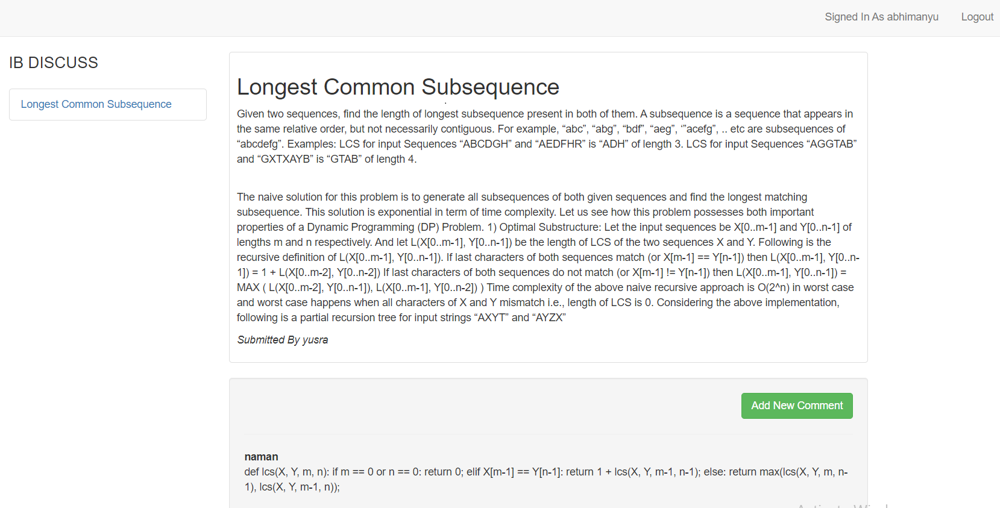 Signed In As abhimanyu Logout
IB DISCUSS
Longest Common Subsequence
Longest Common Subsequence
Given two sequences, find the length of longest subsequence present in both of them. A subsequence is a sequence that appears in
the same relative order, but not necessarily contiguous. For example, “abc”, “abg”, “bdf”, “aeg”, ‘”acefg”, .. etc are subsequences of
“abcdefg”. Examples: LCS for input Sequences “ABCDGH” and “AEDFHR” is “ADH” of length 3. LCS for input Sequences “AGGTAB”
and “GXTXAYB” is “GTAB” of length 4.
The naive solution for this problem is to generate all subsequences of both given sequences and find the longest matching
subsequence. This solution is exponential in term of time complexity. Let us see how this problem possesses both important
properties of a Dynamic Programming (DP) Problem. 1) Optimal Substructure: Let the input sequences be X[0..m-1] and Y[0..n-1] of
lengths m and n respectively. And let L(X[0..m-1], Y[0..n-1]) be the length of LCS of the two sequences X and Y. Following is the
recursive definition of L(X[0..m-1], Y[0..n-1]). If last characters of both sequences match (or X[m-1] == Y[n-1]) then L(X[0..m-1], Y[0..n-
1]) = 1 + L(X[0..m-2], Y[0..n-2]) If last characters of both sequences do not match (or X[m-1] != Y[n-1]) then L(X[0..m-1], Y[0..n-1]) =
MAX ( L(X[0..m-2], Y[0..n-1]), L(X[0..m-1], Y[0..n-2]) ) Time complexity of the above naive recursive approach is O(2^n) in worst case
and worst case happens when all characters of X and Y mismatch i.e., length of LCS is 0. Considering the above implementation,
following is a partial recursion tree for input strings “AXYT” and “AYZX”
Submitted By yusra
Add New Comment
naman
def lcs(X, Y, m, n): if m == 0 or n == 0: return 0; elif X[m-1] == Y[n-1]: return 1 + lcs(X, Y, m-1, n-1); else: return max(lcs(X, Y, m, n-
1), lcs(X, Y, m-1, n));